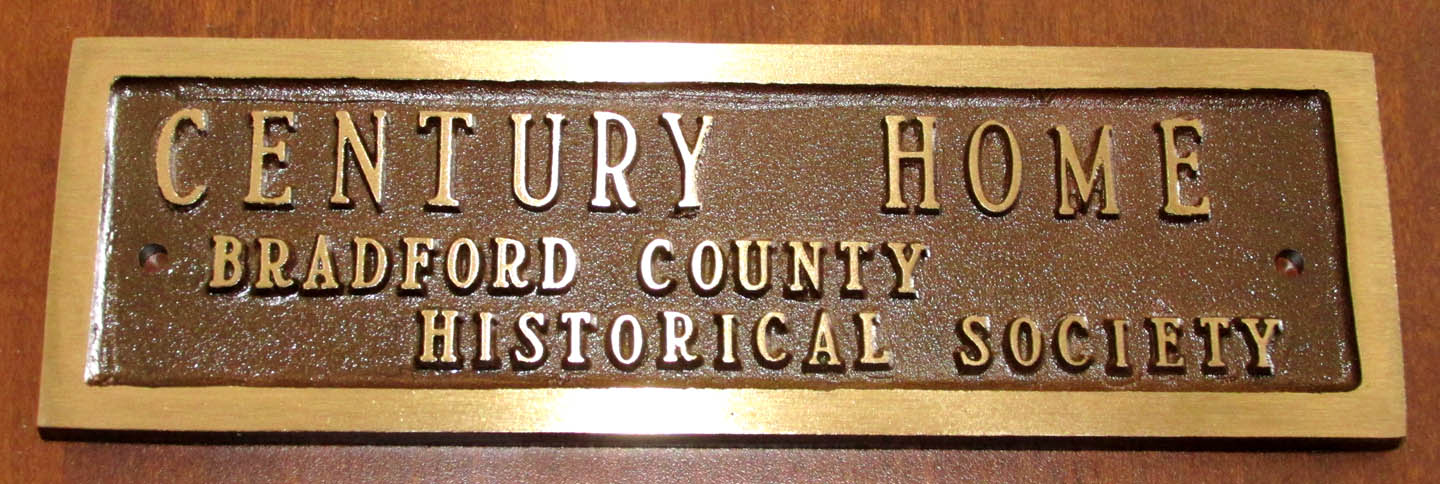 CENTURY HOME
BRADFORD COUNTY
HISTORICAL SOCIETY